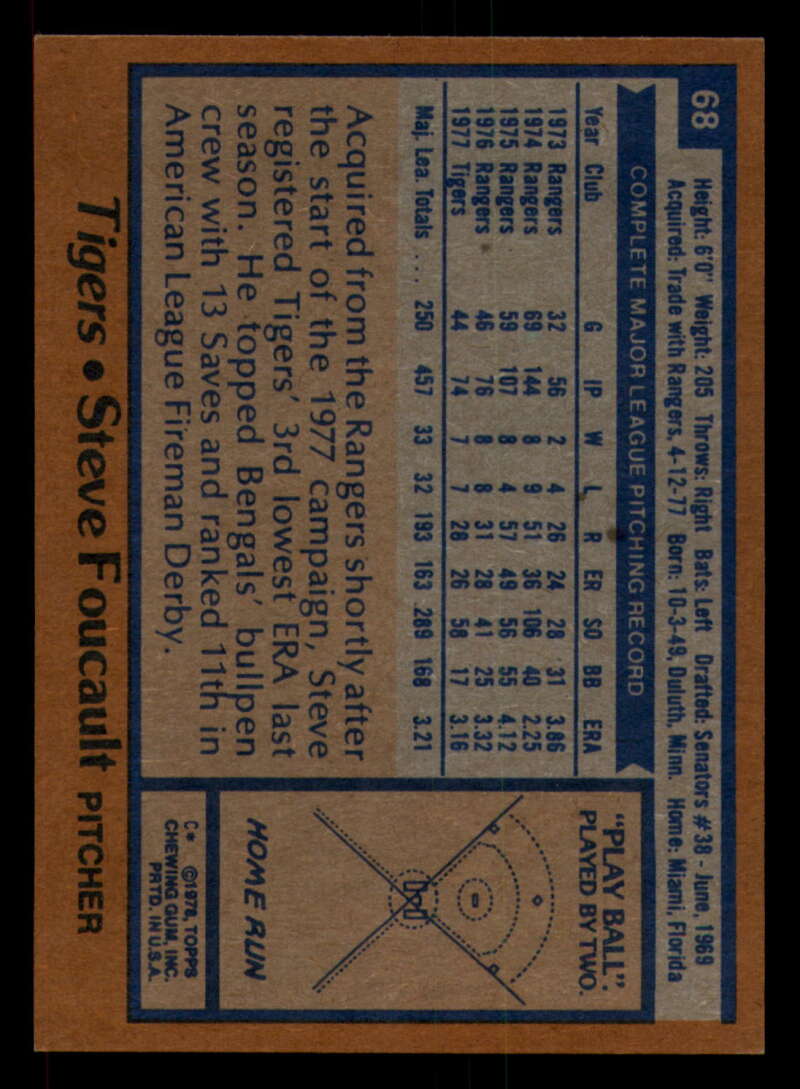 68
Height: 6'0" Weight: 205 Throws: Right Bats: Left Drafted: Senators #38 - June, 1969
Acquired: Trade with Rangers, 4-12-77 Born: 10-3-49, Duluth, Minn. Home: Miami, Florida
COMPLETE MAJOR LEAGUE PITCHING RECORD
Year Club G IP W L R ER SO BB ERA
1973 Rangers 32 56 2 4 26 24 28 31 3.86
1974 Rangers 69 144 8 9 51 36 106 40 2.25
1975 Rangers 59 107 8 4 57 49 56 55 4.12
1976 Rangers 46 76 8 8 31 28 41 25 3.32
1977 Tigers 44 74 7 7 28 26 58 17 3.16
Maj. Lea. Totals ... 250 457 33 32 193 163 289 168 3.21
Acquired from the Rangers shortly after
the start of the 1977 campaign, Steve
registered Tigers' 3rd lowest ERA last
season. He topped Bengals' bullpen
crew with 13 Saves and ranked 11th in
American League Fireman Derby.
"PLAY BALL".
PLAYED BY TWO.
HOME RUN
C* ©1978, TOPPS
CHEWING GUM, INC.
PRTD. IN U.S.A.
Tigers • Steve Foucault PITCHER